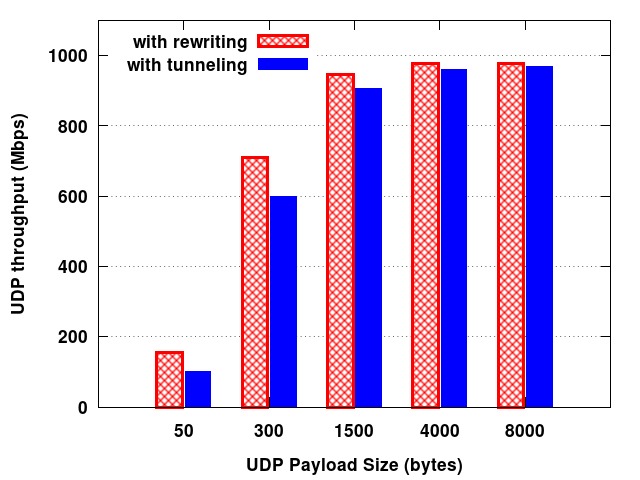 with rewriting
with tunneling
1000
800
600
400
200
0
50 300 1500 4000 8000
UDP Payload Size (bytes)
UDP throughput (Mbps)